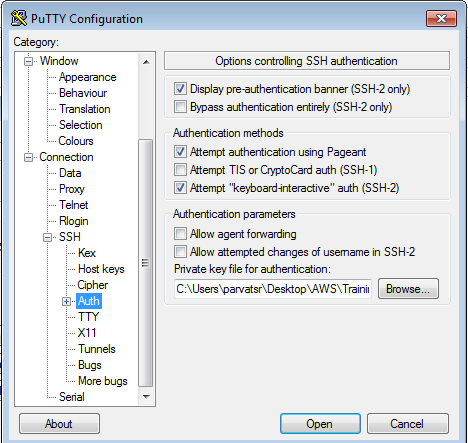 PuTTY Configuration
Category:
Window
Appearance
Behaviour
Translation
Selection
Colours
Connection
Data
Proxy
Telnet
Rlogin
SSH
Kex
Host keys
Cipher
Auth
TTY
X11
Tunnels
Bugs
More bugs
Serial
Options controlling SSH authentication
Display pre-authentication banner (SSH-2 only)
Bypass authentication entirely (SSH-2 only)
Authentication methods
Attempt authentication using Pageant
Attempt TIS or CryptoCard auth (SSH-1)
Attempt "keyboard-interactive" auth (SSH-2)
Authentication parameters
Allow agent forwarding
Allow attempted changes of username in SSH-2
Private key file for authentication:
C:\Users\parvatsr\Desktop\AWS\Trainii Browse...
About Open Cancel